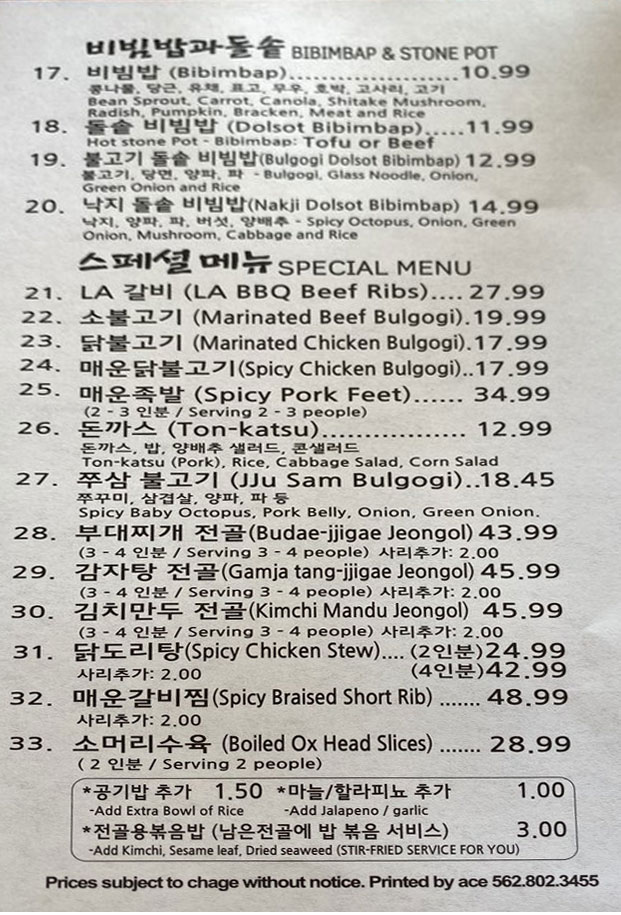 비빔밥과돌솥 BIBIMBAP & STONE POT
17. 비빔밥 (Bibimbap)......................10.99
콩나물, 당근, 유채, 표고, 무우, 호박, 고사리, 고기
Bean Sprout, Carrot, Canola, Shitake Mushroom,
Radish, Pumpkin, Bracken, Meat and Rice
18. 돌솥 비빔밥 (Dolsot Bibimbap).....11.99
Hot stone Pot - Bibimbap: Tofu or Beef
19. 불고기 돌솥 비빔밥(Bulgogi Dolsot Bibimbap) 12.99
불고기, 당면, 양파, 파 - Bulgogi, Glass Noodle, Onion,
Green Onion and Rice
20. 낙지 돌솥 비빔밥(Nakji Dolsot Bibimbap) 14.99
낙지, 양파, 파, 버섯, 양배추 - Spicy Octopus, Onion, Green
Onion, Mushroom, Cabbage and Rice
스페셜 메뉴 SPECIAL MENU
21. LA 갈비 (LA BBQ Beef Ribs).... 27.99
22. 소불고기 (Marinated Beef Bulgogi).19.99
23. 닭불고기 (Marinated Chicken Bulgogi).17.99
24. 매운닭불고기(Spicy Chicken Bulgogi)..17.99
25. 매운족발 (Spicy Pork Feet)...... 34.99
(2 - 3 인분 / Serving 2 - 3 people)
26. 돈까스 (Ton-katsu)................. 12.99
돈까스, 밥, 양배추 샐러드, 콘샐러드
Ton-katsu (Pork), Rice, Cabbage Salad, Corn Salad
27. 쭈삼 불고기 (JJu Sam Bulgogi)..18.45
쭈꾸미, 삼겹살, 양파, 파 등
Spicy Baby Octopus, Pork Belly, Onion, Green Onion.
28. 부대찌개 전골(Budae-jjigae Jeongol) 43.99
(3 - 4 인분 / Serving 3 - 4 people) 사리추가: 2.00
29. 감자탕 전골(Gamja tang-jjigae Jeongol) 45.99
(3 - 4 인분 / Serving 3 - 4 people) 사리추가: 2.00
30. 김치만두 전골(Kimchi Mandu Jeongol) 45.99
(3 - 4 인분 / Serving 3 - 4 people) 사리추가: 2.00
31. 닭도리탕(Spicy Chicken Stew).... (2인분)24.99
사리추가: 2.00 (4인분)42.99
32. 매운갈비찜(Spicy Braised Short Rib) ....... 48.99
사리추가: 2.00
33. 소머리수육 (Boiled Ox Head Slices) ....... 28.99
( 2 인분 / Serving 2 people)
*공기밥 추가 1.50 *마늘/할라피뇨 추가 1.00
-Add Extra Bowl of Rice -Add Jalapeno / garlic
*전골용볶음밥 (남은전골에 밥 볶음 서비스) 3.00
-Add Kimchi, Sesame leaf, Dried seaweed (STIR-FRIED SERVICE FOR YOU)
Prices subject to chage without notice. Printed by ace 562.802.3455